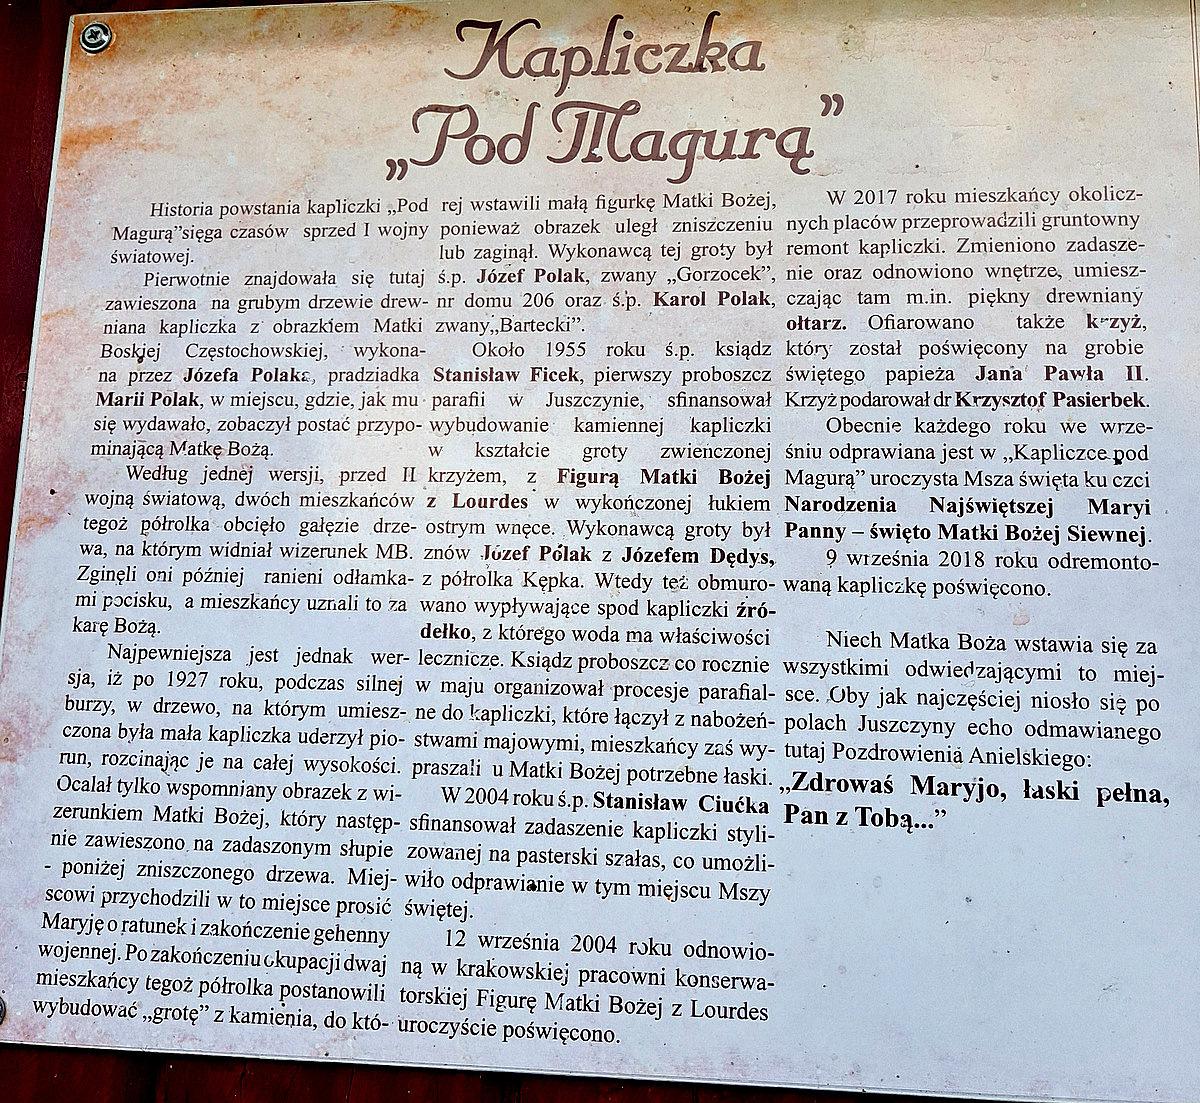 Kapliczka
„Pod Magurą”
Historia powstania kapliczki „Pod
Magurą”sięga czasów sprzed I wojny
światowej.
Pierwotnie znajdowała się tutaj
zawieszona na grubym drzewie drew-
niana kapliczka z obrazkiem Matki
Boskiej Częstochowskiej, wykona-
na przez Józefa Polaka, pradziadka
Marii Polak, w miejscu, gdzie, jak mu
się wydawało, zobaczył postać przypo-
minającą Matkę Bożą.
Według jednej wersji, przed II
wojną światową, dwóch mieszkańców
tegoż półrolka obcięło gałęzie drze-
wa, na którym widniał wizerunek MB.
Zginęli oni później ranieni odłamka-
mi pocisku, a mieszkańcy uznali to za
karę Bożą.
Najpewniejsza jest jednak wer-
sja, iż po 1927 roku, podczas silnej
burzy, w drzewo, na którym umiesz-
czona była mała kapliczka uderzył pio-
run, rozcinając je na całej wysokości.
Ocalał tylko wspomniany obrazek z wi-
zerunkiem Matki Bożej, który następ-
nie zawieszono na zadaszonym słupie
- poniżej zniszczonego drzewa. Miej-
scowi przychodzili w to miejsce prosić
Maryję o ratunek i zakończenie gehenny
wojennej. Po zakończeniu okupacji dwaj
mieszkańcy tegoż półrolka postanowili
wybudować „grotę” z kamienia, do któ-
rej wstawili małą figurkę Matki Bożej,
ponieważ obrazek uległ zniszczeniu
lub zaginął. Wykonawcą tej groty był
ś.p. Józef Polak, zwany „Gorzocek”,
nr domu 206 oraz ś.p. Karol Polak,
zwany„Bartecki”.
Około 1955 roku ś.p. ksiądz
Stanisław Ficek, pierwszy proboszcz
parafii w Juszczynie, sfinansował
wybudowanie kamiennej kapliczki
w kształcie groty zwieńczonej
krzyżem, z Figurą Matki Bożej
z Lourdes w wykończonej łukiem
ostrym wnęce. Wykonawcą groty był
znów Józef Polak z Józefem Dędys,
z półrolka Kępka. Wtedy też obmuro-
wano wypływające spod kapliczki źró-
dełko, z którego woda ma właściwości
lecznicze. Ksiądz proboszcz co rocznie
w maju organizował procesje parafial-
ne do kapliczki, które łączył z nabożeń-
stwami majowymi, mieszkańcy zaś wy-
praszali u Matki Bożej potrzebne łaski.
W 2004 roku ś.p. Stanisław Ciućka
sfinansował zadaszenie kapliczki styli-
zowanej na pasterski szałas, co umożli-
wiło odprawianie w tym miejscu Mszy
świętej.
12 września 2004 roku odnowio-
ną w krakowskiej pracowni konserwa-
torskiej Figurę Matki Bożej z Lourdes
uroczyście poświęcono.
W 2017 roku mieszkańcy okolicz-
nych placów przeprowadzili gruntowny
remont kapliczki. Zmieniono zadasze-
nie oraz odnowiono wnętrze, umiesz-
czając tam m.in. piękny drewniany
ołtarz. Ofiarowano także krzyż,
który został poświęcony na grobie
świętego papieża Jana Pawła II.
Krzyż podarował dr Krzysztof Pasierbek.
Obecnie każdego roku we wrze-
śniu odprawiana jest w „Kapliczce pod
Magurą” uroczysta Msza święta ku czci
Narodzenia Najświętszej Maryi
Panny – święto Matki Bożej Siewnej.
9 września 2018 roku odremonto-
waną kapliczkę poświęcono.
Niech Matka Boża wstawia się za
wszystkimi odwiedzającymi to miej-
sce. Oby jak najczęściej niosło się po
polach Juszczyny echo odmawianego
tutaj Pozdrowienia Anielskiego:
„Zdrowaś Maryjo, łaski pełna,
Pan z Tobą...”